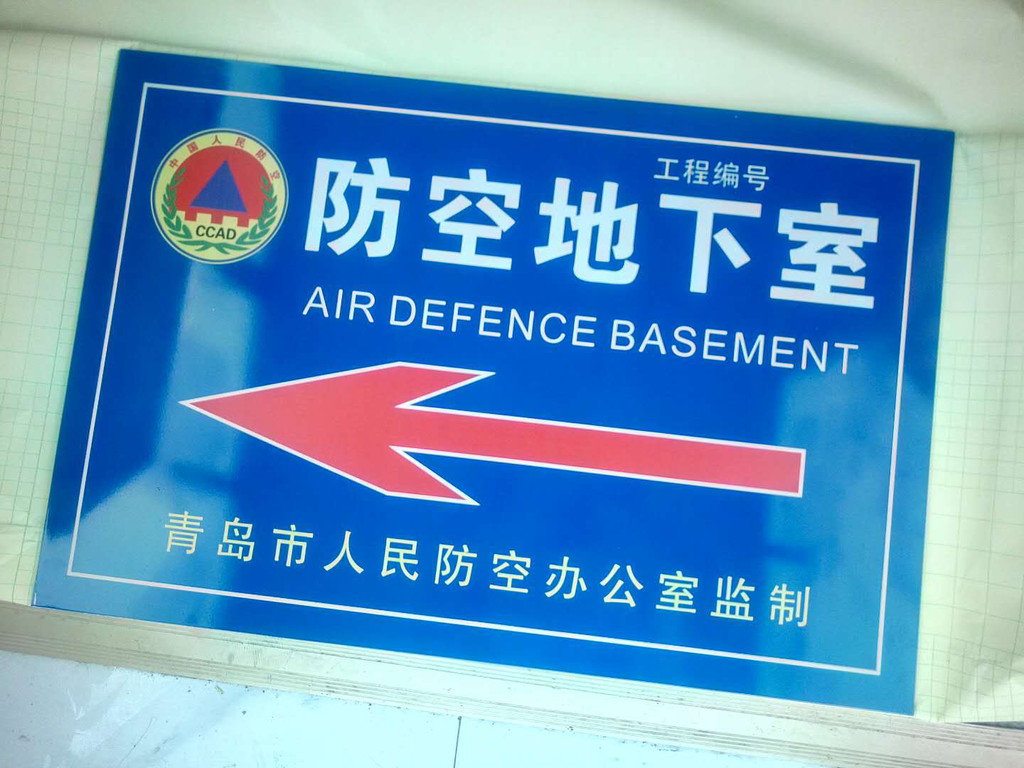 中国人民防空
CCAD
工程编号
防空地下室
AIR DEFENCE BASEMENT
青岛市人民防空办公室监制